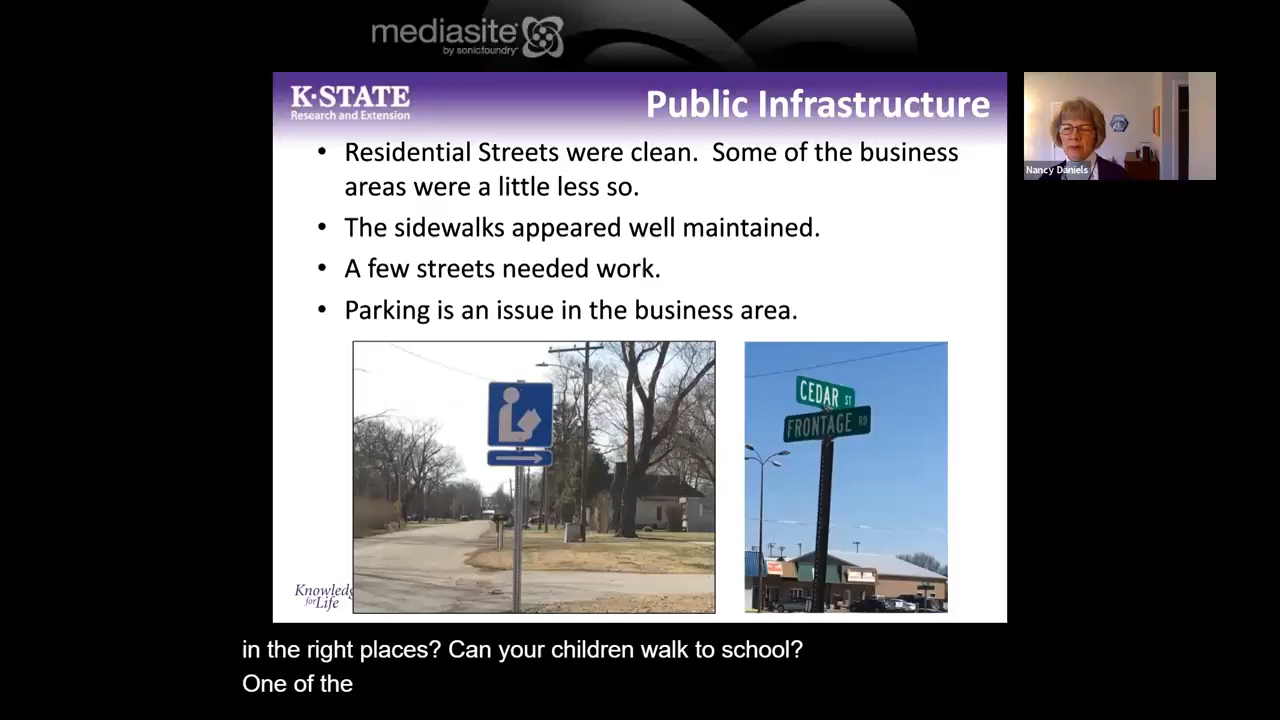 mediasite
by sonicfoundry
K·STATE
Research and Extension
Public Infrastructure
• Residential Streets were clean.  Some of the business
areas were a little less so.
• The sidewalks appeared well maintained.
• A few streets needed work.
• Parking is an issue in the business area.
Nancy Daniels
CEDAR ST
FRONTAGE RD
Knowledg
for Life
in the right places? Can your children walk to school?
One of the